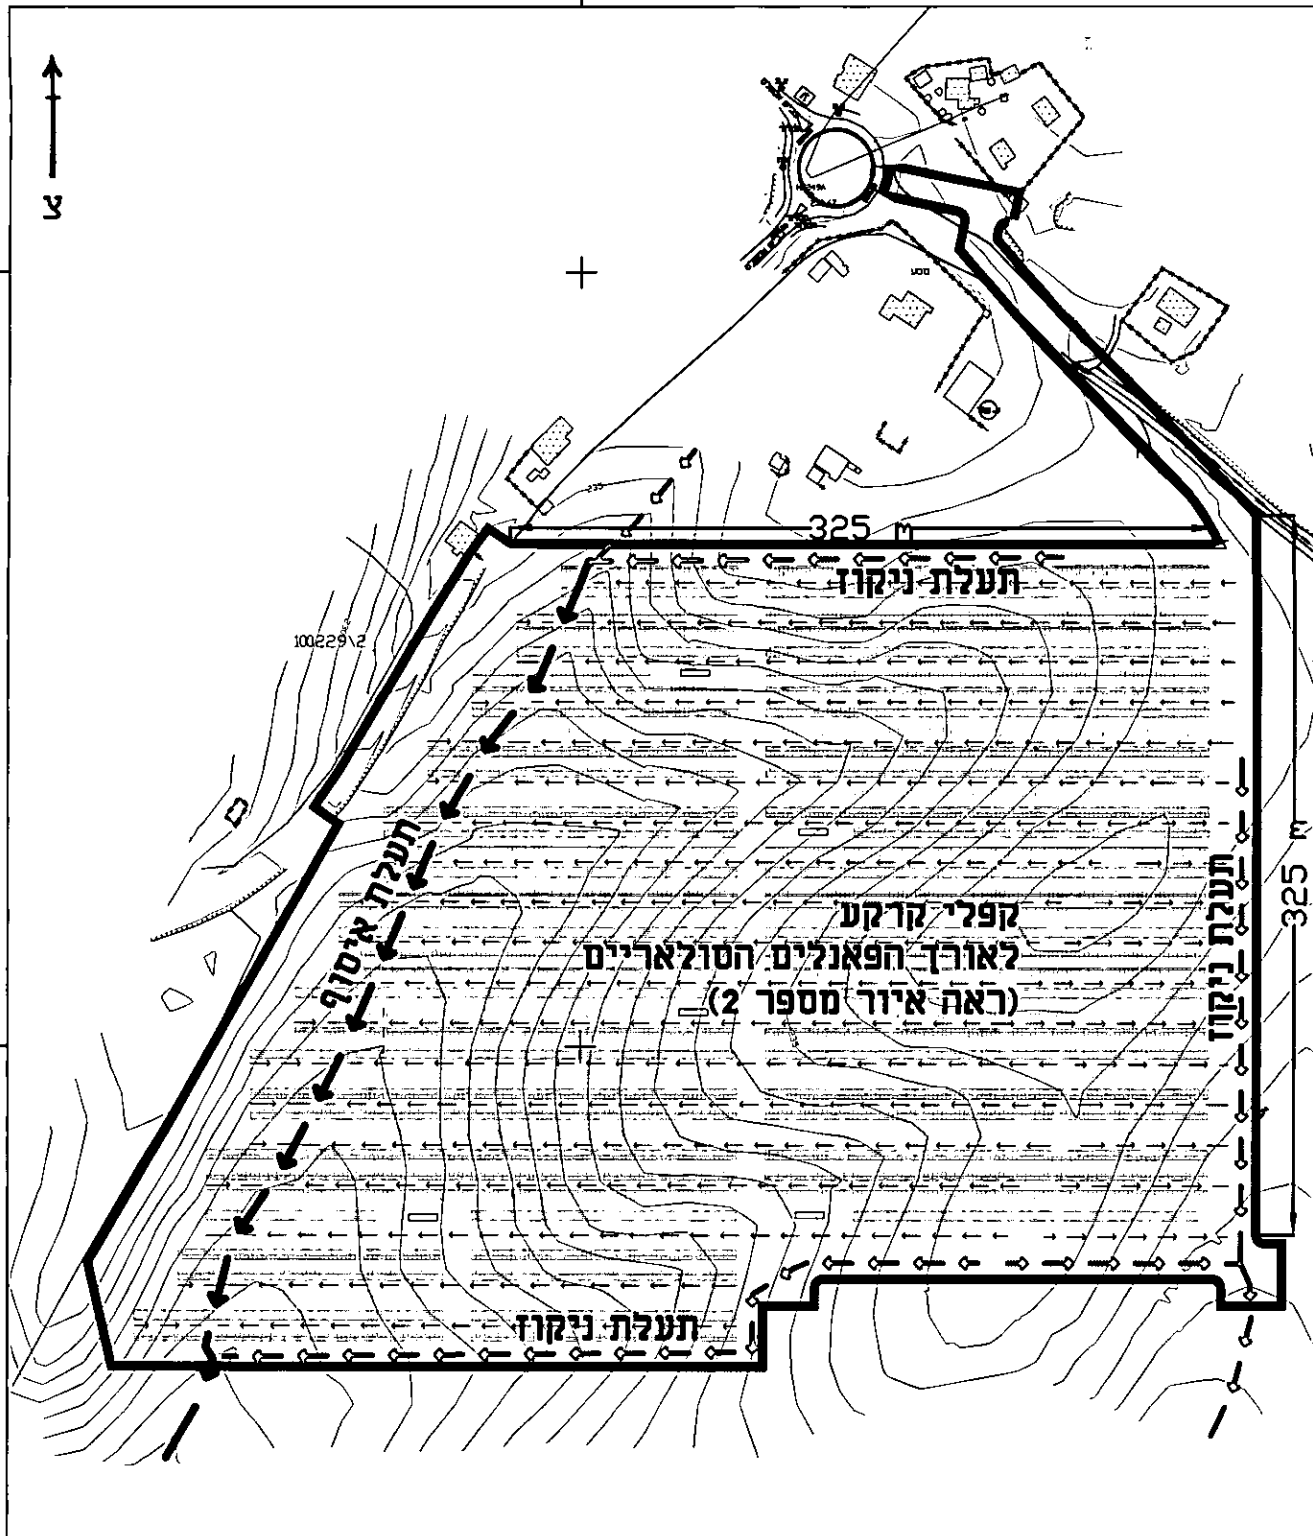 צ
325 m
תעלת ניקוז
100229/2
תעלת איסוף
קפלי קרקע
לאורך הפאנלים הסולאריים
(ראה איור מספר 2)
תעלת ניקוז
325 m
תעלת ניקוז